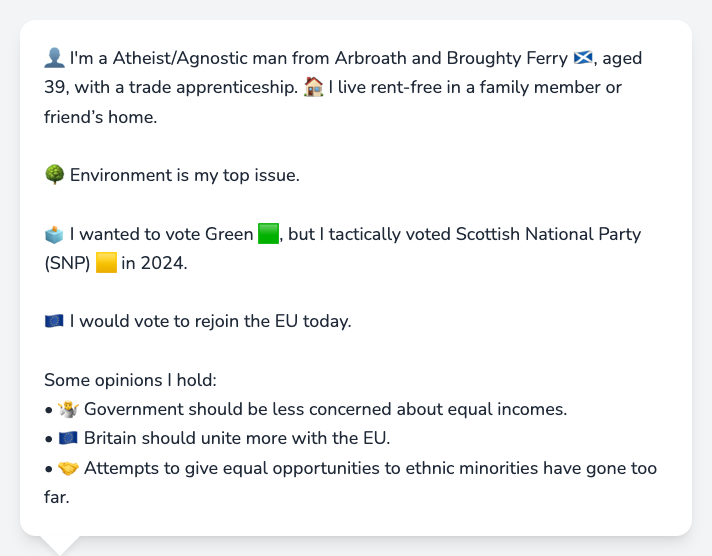 👤 I'm a Atheist/Agnostic man from Arbroath and Broughty Ferry 🏴󠁧󠁢󠁳󠁣󠁴󠁿, aged
39, with a trade apprenticeship. 🏠 I live rent-free in a family member or
friend’s home.
🌳 Environment is my top issue.
🗳️ I wanted to vote Green 🟩, but I tactically voted Scottish National Party
(SNP) 🟨 in 2024.
🇪🇺 I would vote to rejoin the EU today.
Some opinions I hold:
• 🤷 Government should be less concerned about equal incomes.
• 🇪🇺 Britain should unite more with the EU.
• 🤝 Attempts to give equal opportunities to ethnic minorities have gone too
far.